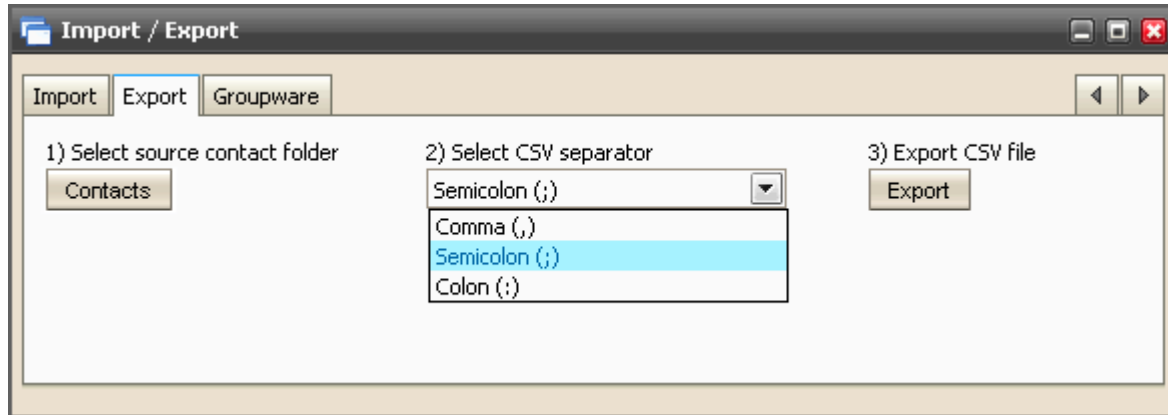 Import / Export
Import Export Groupware
1) Select source contact folder 2) Select CSV separator 3) Export CSV file
Contacts Semicolon (;) Export
Comma (,)
Semicolon (;)
Colon (:)